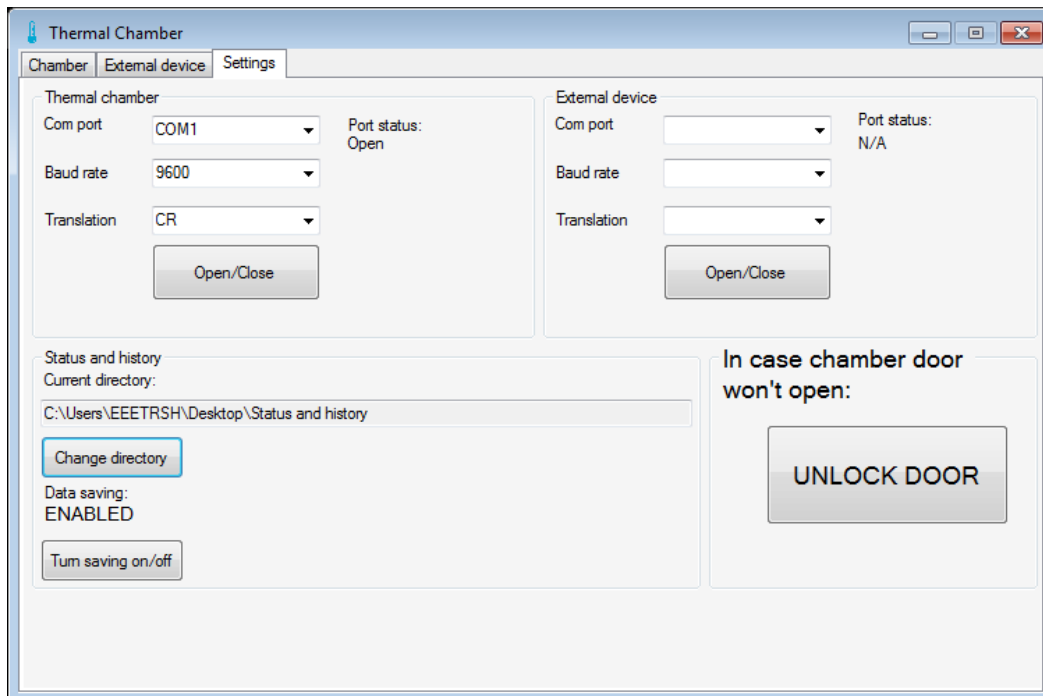 Thermal Chamber
Chamber
External device
Settings
Thermal chamber
Com port
COM1
Port status:
Open
Baud rate
9600
Translation
CR
Open/Close
External device
Com port
Port status:
N/A
Baud rate
Translation
Open/Close
Status and history
Current directory:
C:\Users\EEETRSH\Desktop\Status and history
Change directory
Data saving:
ENABLED
Turn saving on/off
In case chamber door
won't open:
UNLOCK DOOR